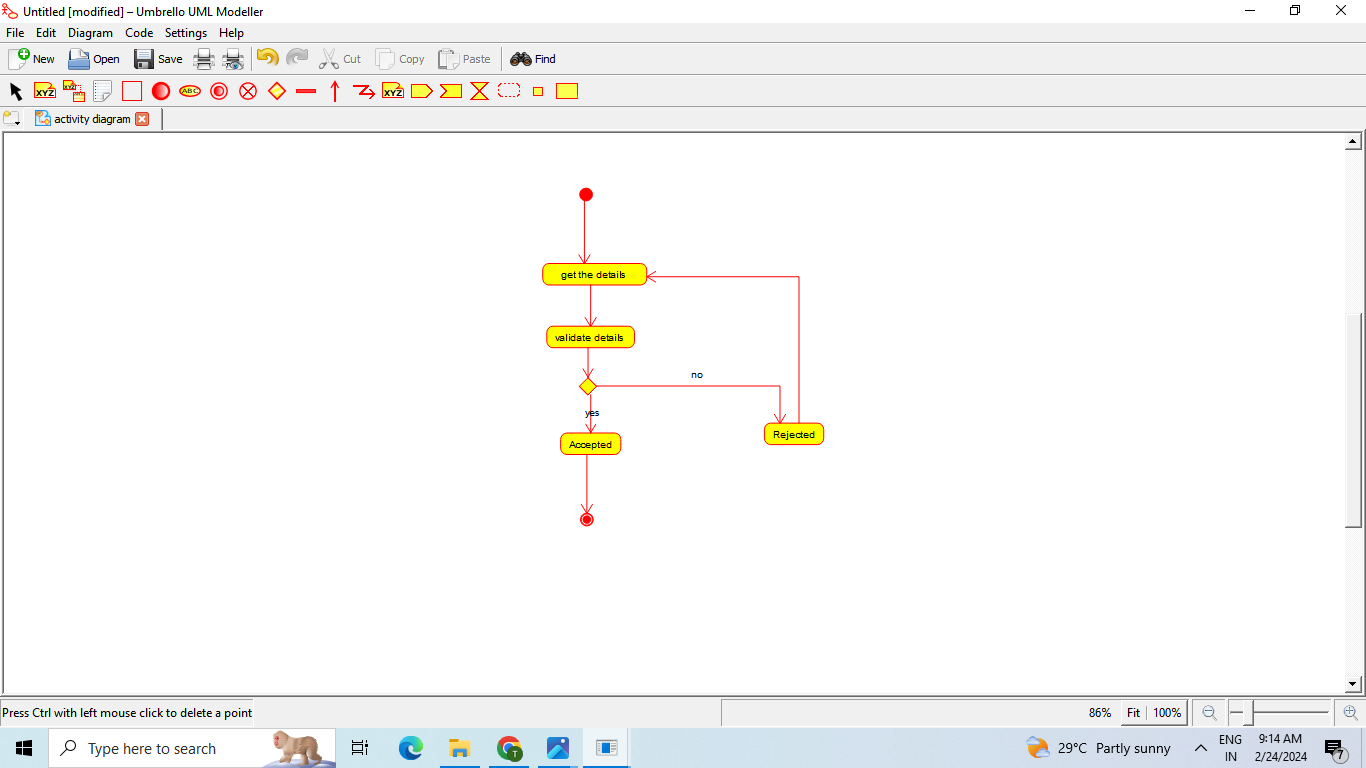 Untitled [modified] – Umbrello UML Modeller
File Edit Diagram Code Settings Help
New Open Save Cut Copy Paste Find
XYZ XYZ ABC XYZ
activity diagram
get the details
validate details
no
yes
Rejected
Accepted
Press Ctrl with left mouse click to delete a point
86% Fit 100%
Type here to search
29°C Partly sunny
ENG
IN
9:14 AM
2/24/2024
7